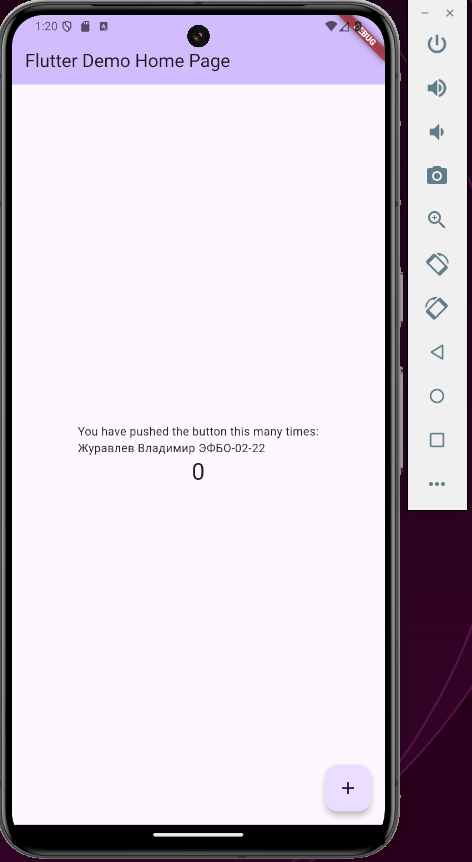 1:20
DEBUG
Flutter Demo Home Page
You have pushed the button this many times:
Журавлев Владимир ЭФБО-02-22
0